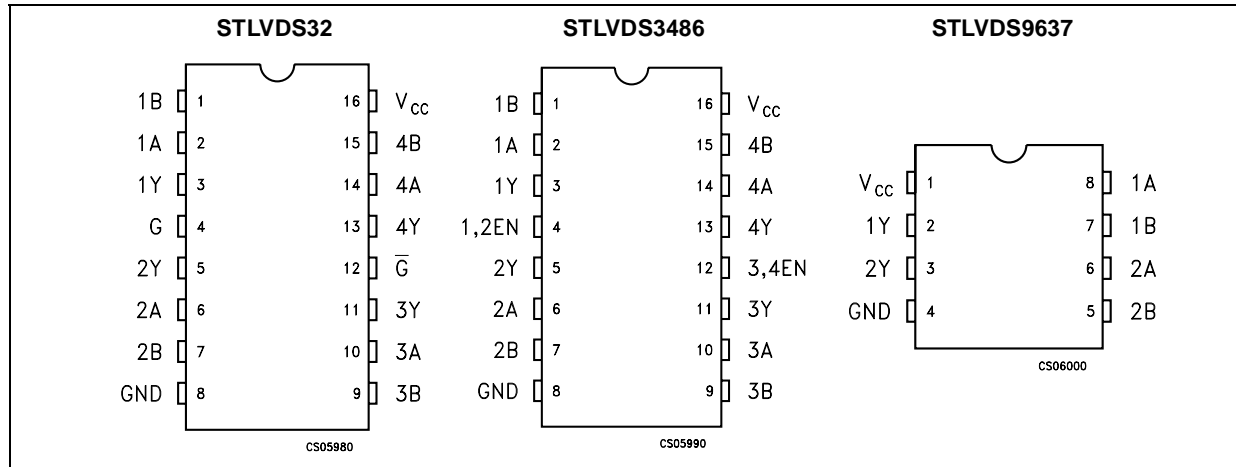 STLVDS32
1B 1 16 VCC
1A 2 15 4B
1Y 3 14 4A
G 4 13 4Y
2Y 5 12 G̅
2A 6 11 3Y
2B 7 10 3A
GND 8 9 3B
CS05980
STLVDS3486
1B 1 16 VCC
1A 2 15 4B
1Y 3 14 4A
1,2EN 4 13 4Y
2Y 5 12 3,4EN
2A 6 11 3Y
2B 7 10 3A
GND 8 9 3B
CS05990
STLVDS9637
VCC 1 8 1A
1Y 2 7 1B
2Y 3 6 2A
GND 4 5 2B
CS06000